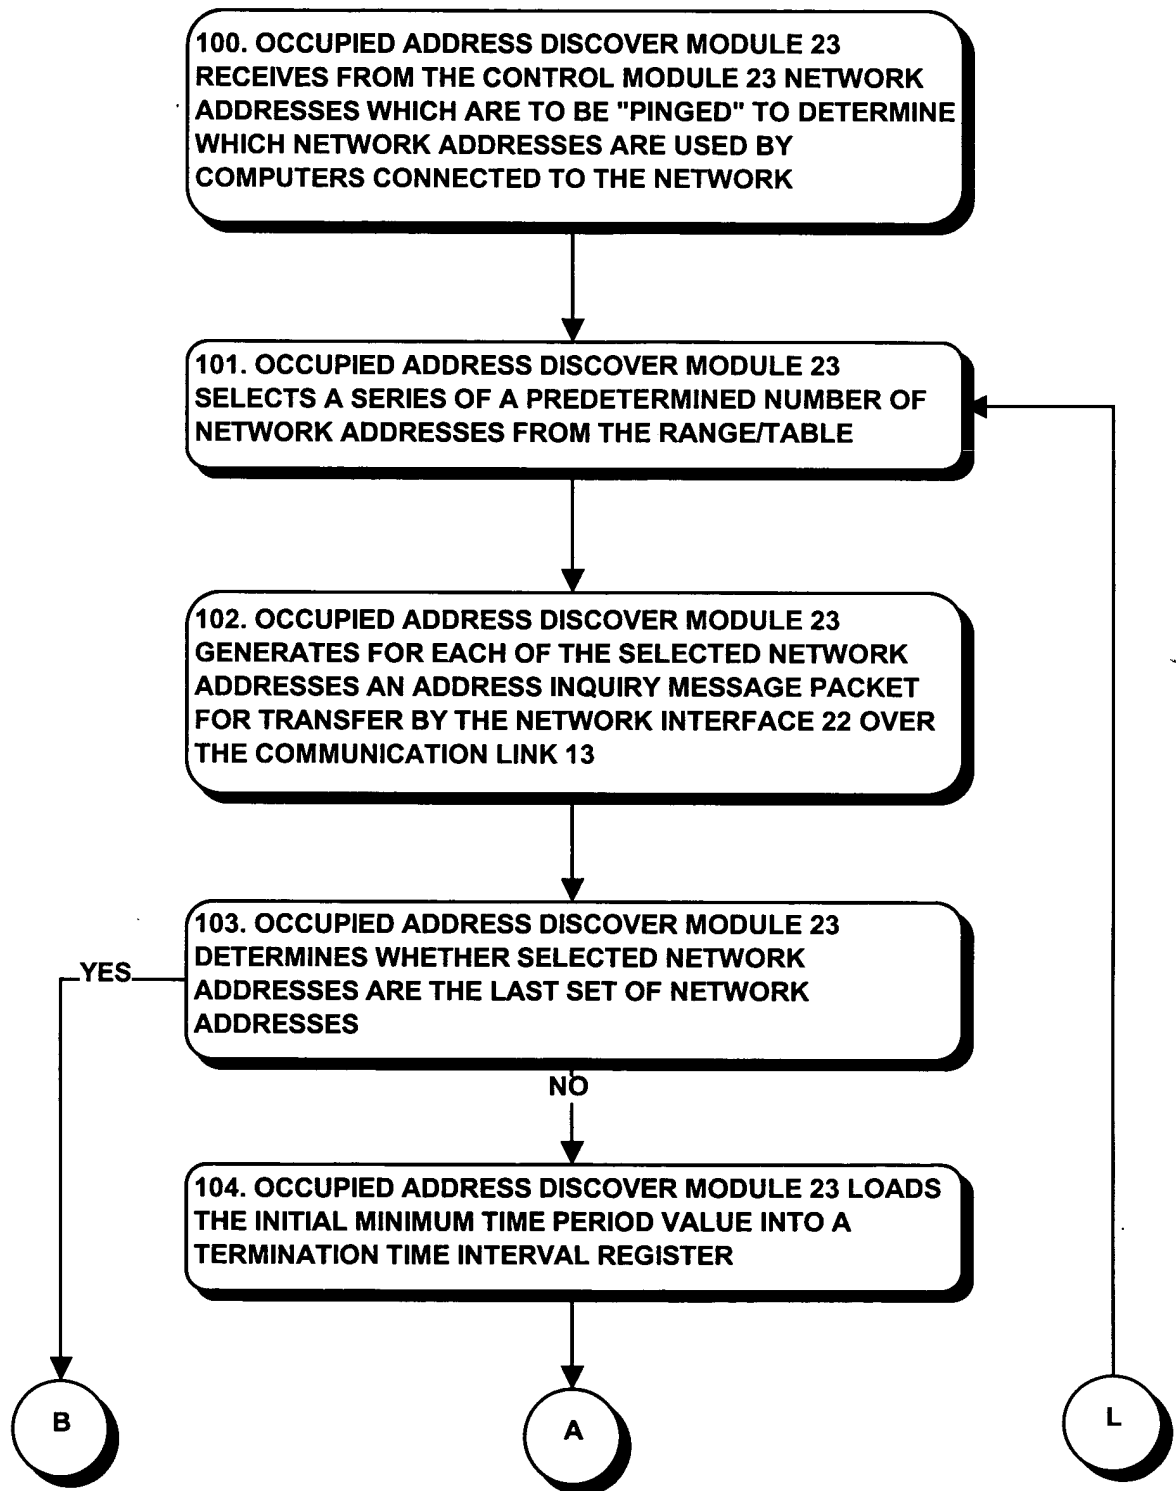 100. OCCUPIED ADDRESS DISCOVER MODULE 23
RECEIVES FROM THE CONTROL MODULE 23 NETWORK
ADDRESSES WHICH ARE TO BE "PINGED" TO DETERMINE
WHICH NETWORK ADDRESSES ARE USED BY
COMPUTERS CONNECTED TO THE NETWORK
101. OCCUPIED ADDRESS DISCOVER MODULE 23
SELECTS A SERIES OF A PREDETERMINED NUMBER OF
NETWORK ADDRESSES FROM THE RANGE/TABLE
102. OCCUPIED ADDRESS DISCOVER MODULE 23
GENERATES FOR EACH OF THE SELECTED NETWORK
ADDRESSES AN ADDRESS INQUIRY MESSAGE PACKET
FOR TRANSFER BY THE NETWORK INTERFACE 22 OVER
THE COMMUNICATION LINK 13
103. OCCUPIED ADDRESS DISCOVER MODULE 23
DETERMINES WHETHER SELECTED NETWORK
ADDRESSES ARE THE LAST SET OF NETWORK
ADDRESSES
YES
NO
104. OCCUPIED ADDRESS DISCOVER MODULE 23 LOADS
THE INITIAL MINIMUM TIME PERIOD VALUE INTO A
TERMINATION TIME INTERVAL REGISTER
B
A
L